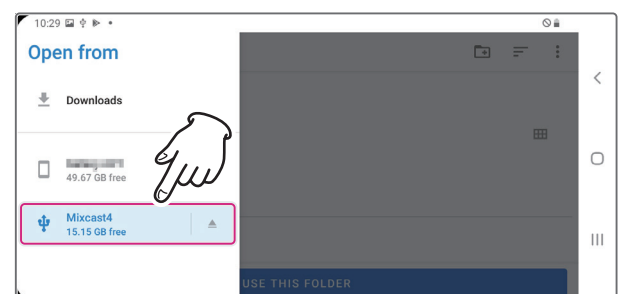 10:29
Open from
Downloads
49.67 GB free
Mixcast4
15.15 GB free
USE THIS FOLDER